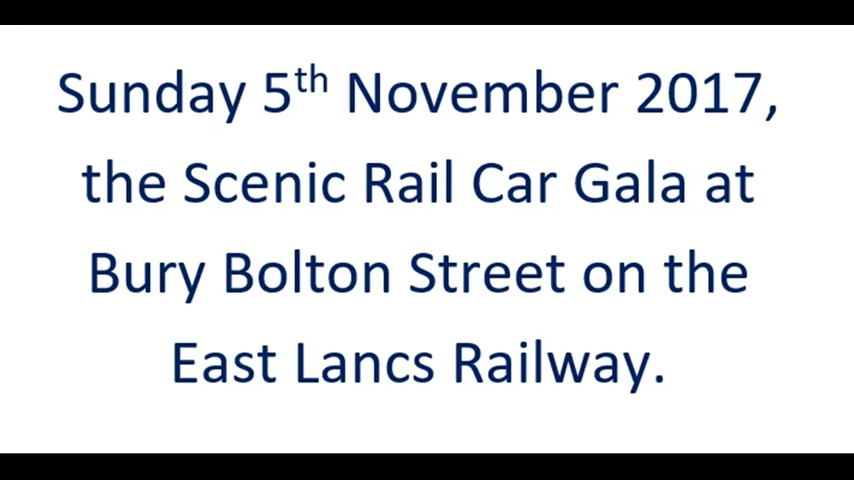 Sunday 5th November 2017,
the Scenic Rail Car Gala at
Bury Bolton Street on the
East Lancs Railway.